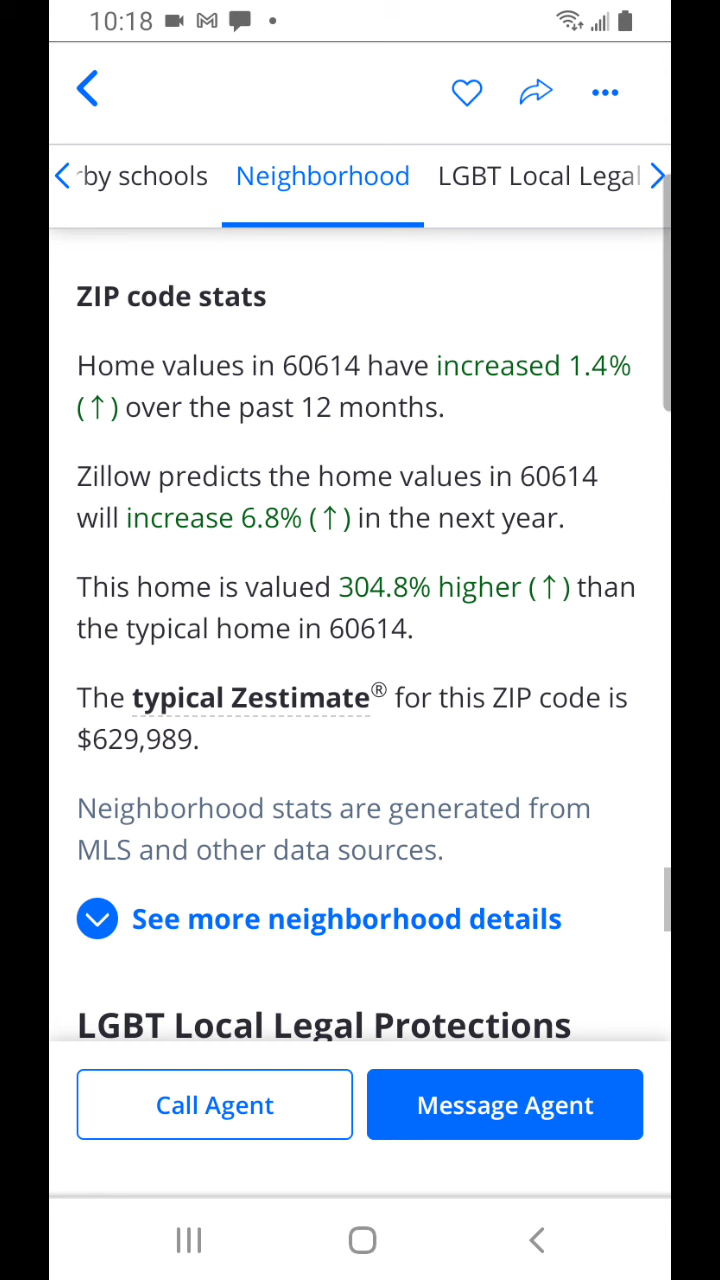 10:18
by schools Neighborhood LGBT Local Legal
ZIP code stats
Home values in 60614 have increased 1.4%
(↑) over the past 12 months.
Zillow predicts the home values in 60614
will increase 6.8% (↑) in the next year.
This home is valued 304.8% higher (↑) than
the typical home in 60614.
The typical Zestimate® for this ZIP code is
$629,989.
Neighborhood stats are generated from
MLS and other data sources.
See more neighborhood details
LGBT Local Legal Protections
Call Agent Message Agent